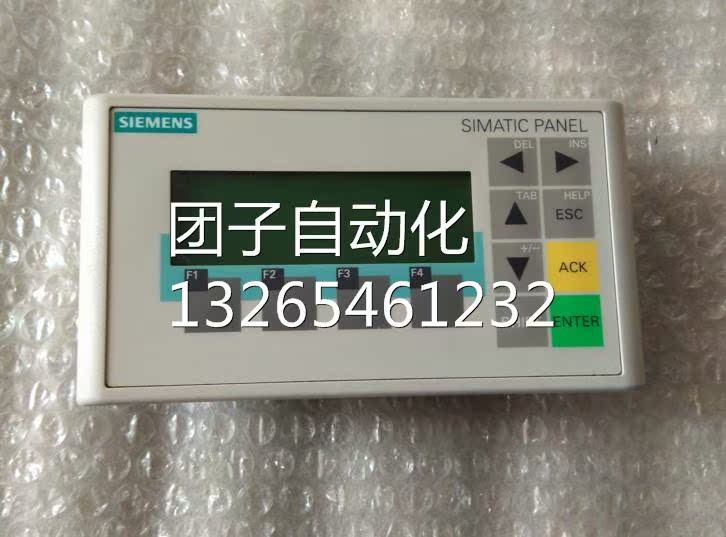 SIEMENS
SIMATIC PANEL
DEL INS
TAB HELP
ESC
团子自动化
+/-
F1 F2 F3 F4
ACK
13265461232
ENTER